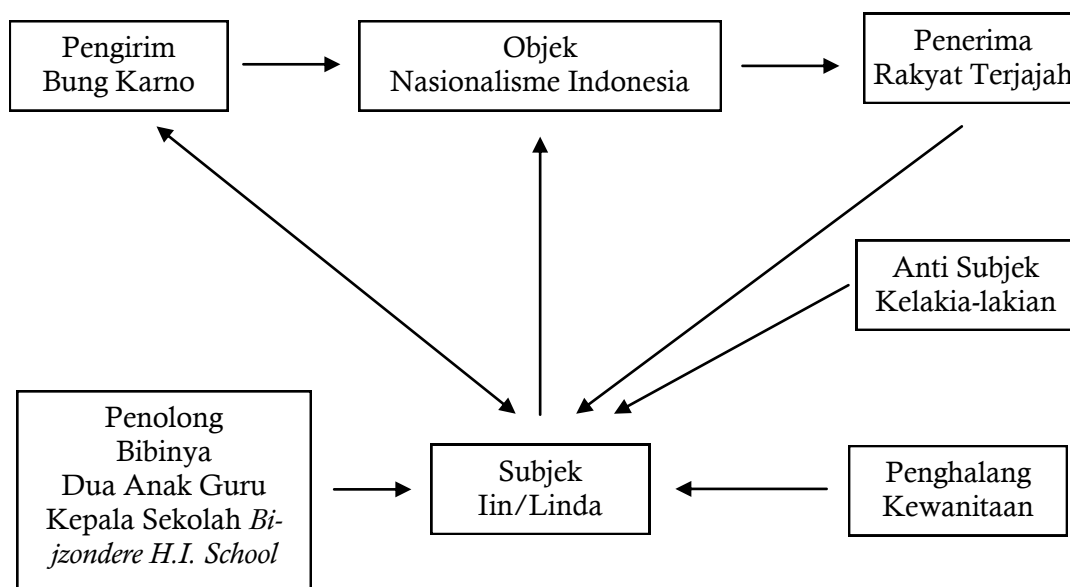 Pengirim
Bung Karno
Objek
Nasionalisme Indonesia
Penerima
Rakyat Terjajah
Anti Subjek
Kelakia-lakian
Penolong
Bibinya
Dua Anak Guru
Kepala Sekolah Bi-
jzondere H.I. School
Subjek
Iin/Linda
Penghalang
Kewanitaan